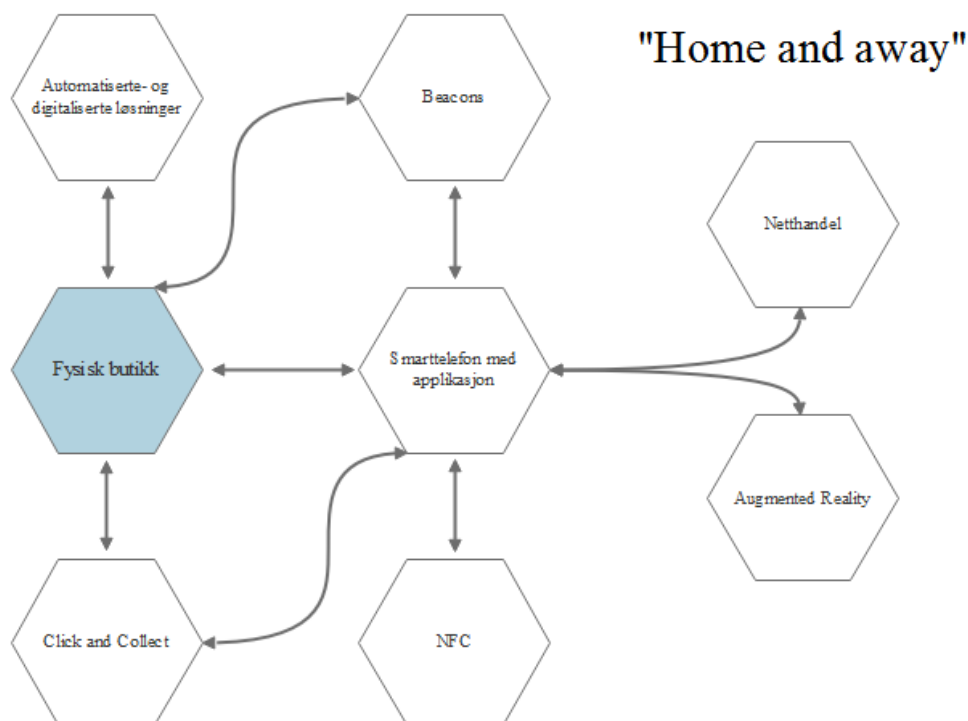 "Home and away"
Automatiserte- og
digitaliserte løsninger
Beacons
Netthandel
Fysisk butikk
Smarttelefon med
applikasjon
Augmented Reality
Click and Collect
NFC